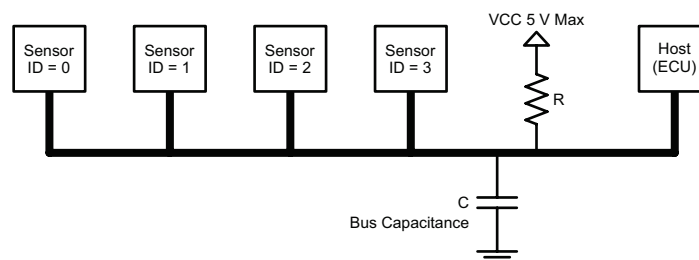 VCC 5 V Max
Sensor
ID = 0
Sensor
ID = 1
Sensor
ID = 2
Sensor
ID = 3
Host
(ECU)
R
C
Bus Capacitance